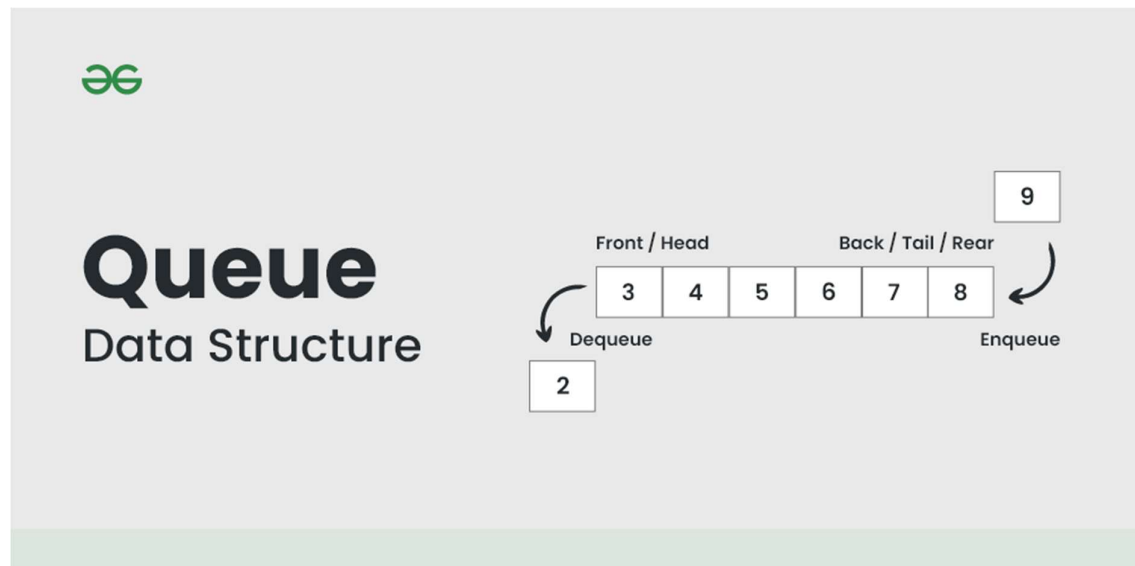 Queue
Data Structure
9
Front / Head Back / Tail / Rear
3 4 5 6 7 8
Dequeue Enqueue
2